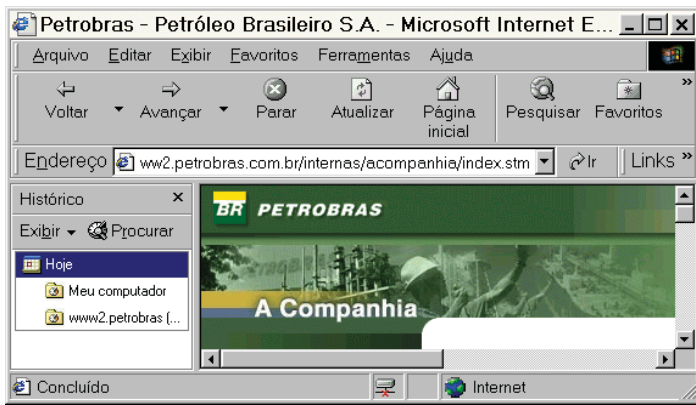 Petrobras - Petróleo Brasileiro S.A. - Microsoft Internet E...
Arquivo Editar Exibir Favoritos Ferramentas Ajuda
Voltar Avançar Parar Atualizar Página inicial Pesquisar Favoritos »
Endereço ww2.petrobras.com.br/internas/acompanhia/index.stm Ir Links »
Histórico ×
Exibir Procurar
Hoje
Meu computador
www2.petrobras (...
BR PETROBRAS
A Companhia
Concluído Internet